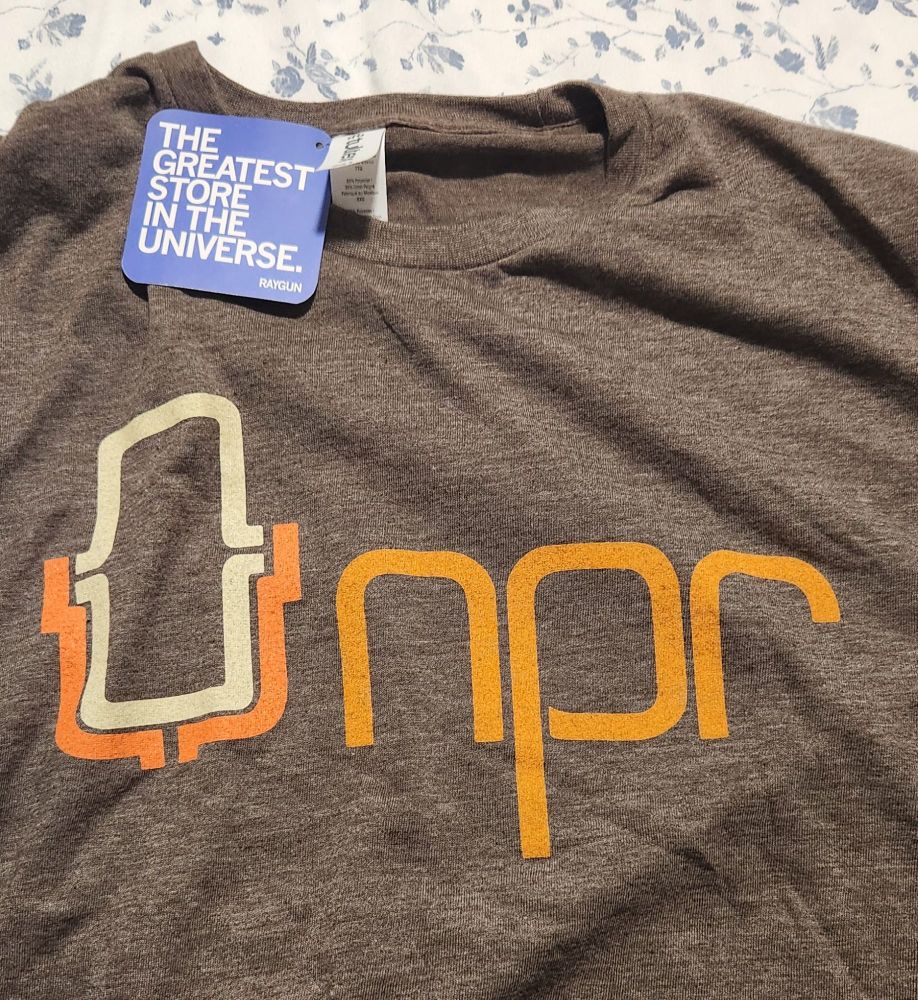 THE
GREATEST
STORE
IN THE
UNIVERSE.
RAYGUN
npr